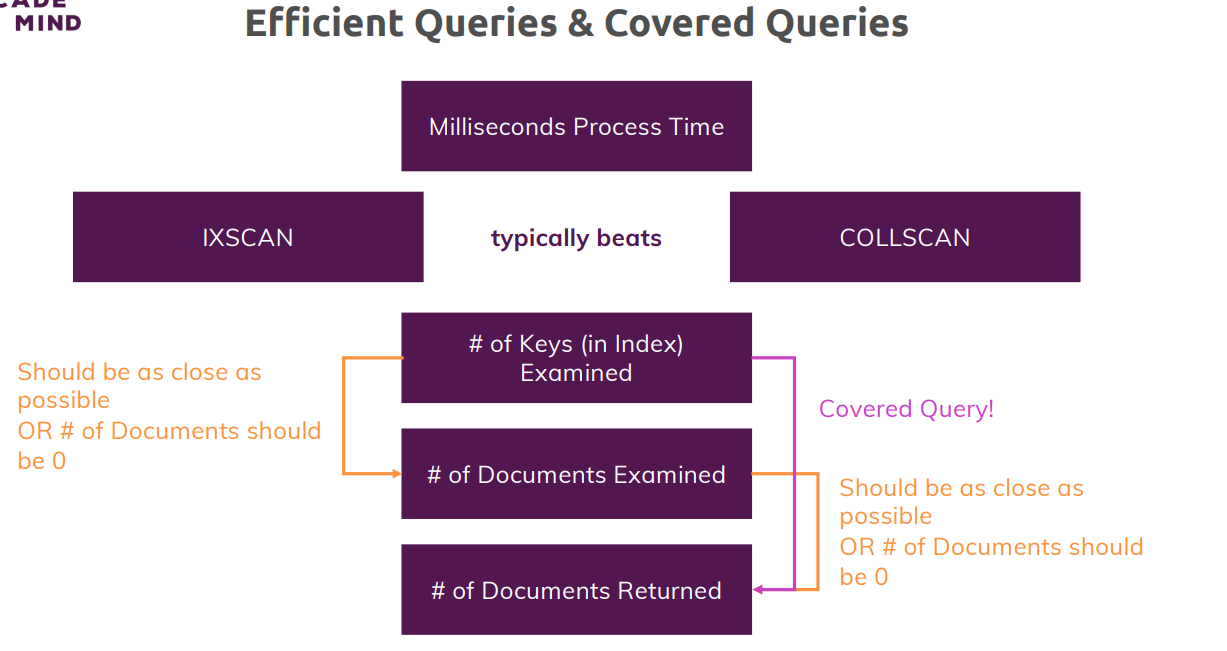 MIND
Efficient Queries & Covered Queries
Milliseconds Process Time
IXSCAN
typically beats
COLLSCAN
# of Keys (in Index)
Examined
Should be as close as
possible
OR # of Documents should
be 0
Covered Query!
# of Documents Examined
Should be as close as
possible
OR # of Documents should
be 0
# of Documents Returned